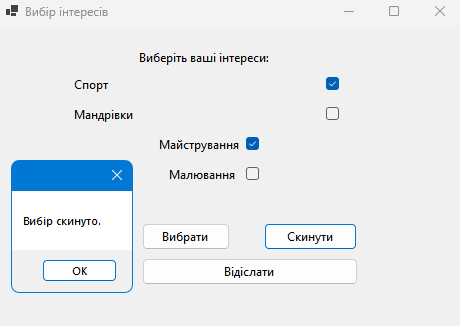 Вибір інтересів
Виберіть ваші інтереси:
Спорт
Мандрівки
Майстрування
Малювання
Вибір скинуто.
OK
Вибрати
Скинути
Відіслати